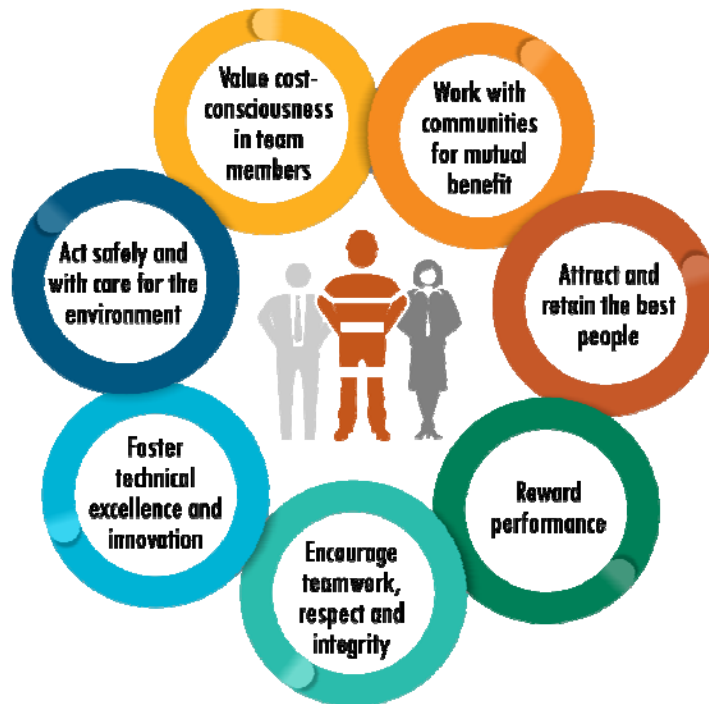 Value cost-
consciousness
in team
members
Work with
communities
for mutual
benefit
Attract and
retain the best
people
Reward
performance
Encourage
teamwork,
respect and
integrity
Foster
technical
excellence and
innovation
Act safely and
with care for the
environment